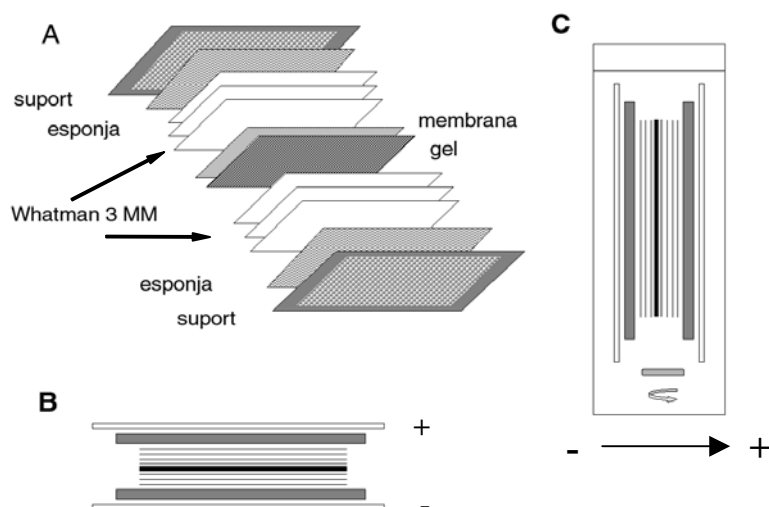 A
suport
esponja
membrana
gel
Whatman 3 MM
esponja
suport
B
+
-
C
- +